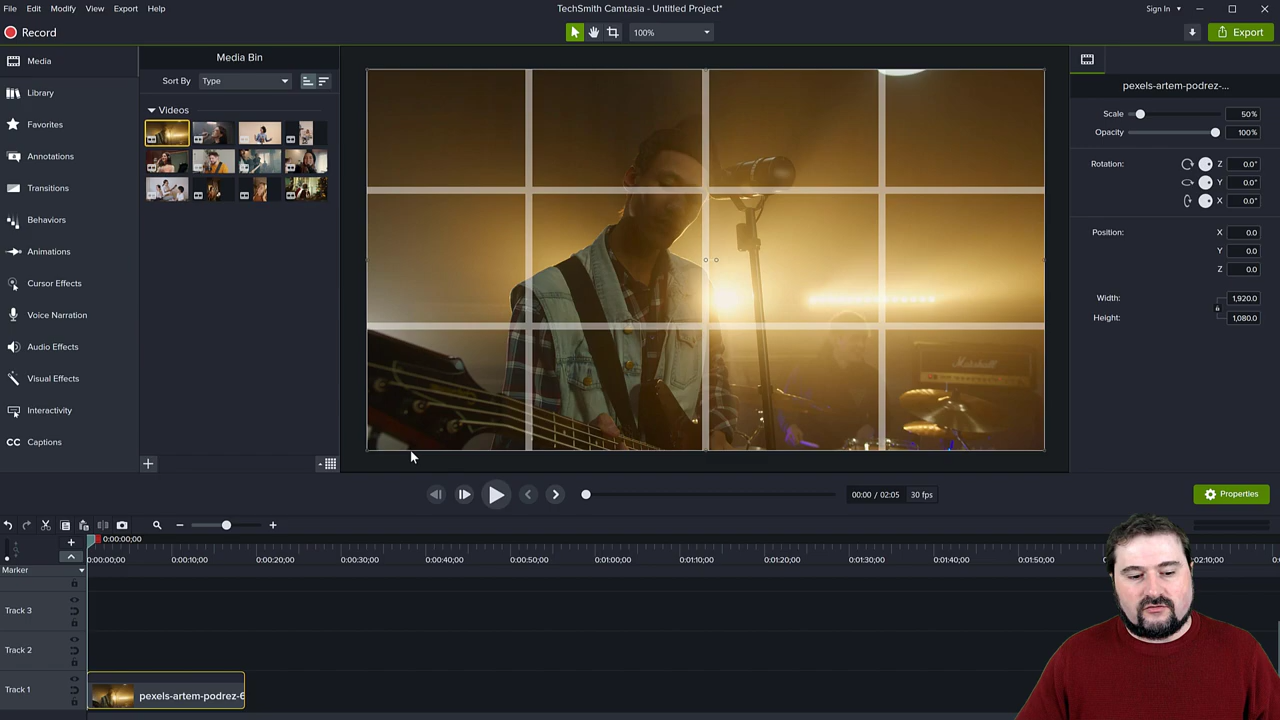 File Edit Modify View Export Help
TechSmith Camtasia - Untitled Project*
Sign In
Record
100%
Export
Media
Library
Favorites
Annotations
Transitions
Behaviors
Animations
Cursor Effects
Voice Narration
Audio Effects
Visual Effects
Interactivity
CC Captions
Media Bin
Sort By Type
Videos
Marshall
pexels-artem-podrez-...
Scale 50%
Opacity 100%
Rotation: Z 0.0°
Y 0.0°
X 0.0°
Position: X 0.0
Y 0.0
Z 0.0
Width: 1,920.0
Height: 1,080.0
00:00 / 02:05 30 fps
Properties
0:00:00;00
0:00:00;00 0:00:10;00 0:00:20;00 0:00:30;00 0:00:40;00 0:00:50;00 0:01:00;00 0:01:10;00 0:01:20;00 0:01:30;00 0:01:40;00 0:01:50;00
Marker
Track 3
Track 2
Track 1
pexels-artem-podrez-6